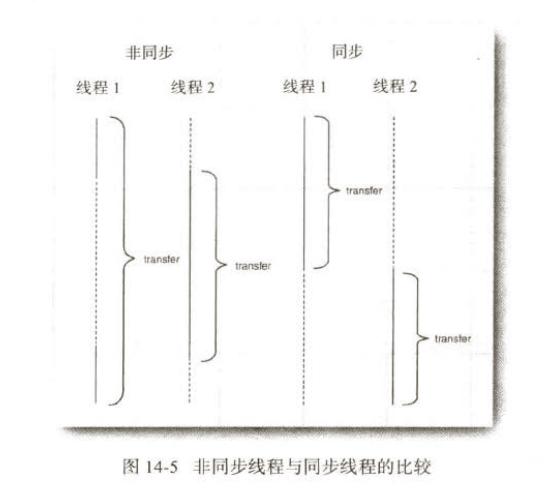 非同步 同步
线程 1 线程 2 线程 1 线程 2
transfer
transfer
transfer
transfer
图 14-5 非同步线程与同步线程的比较